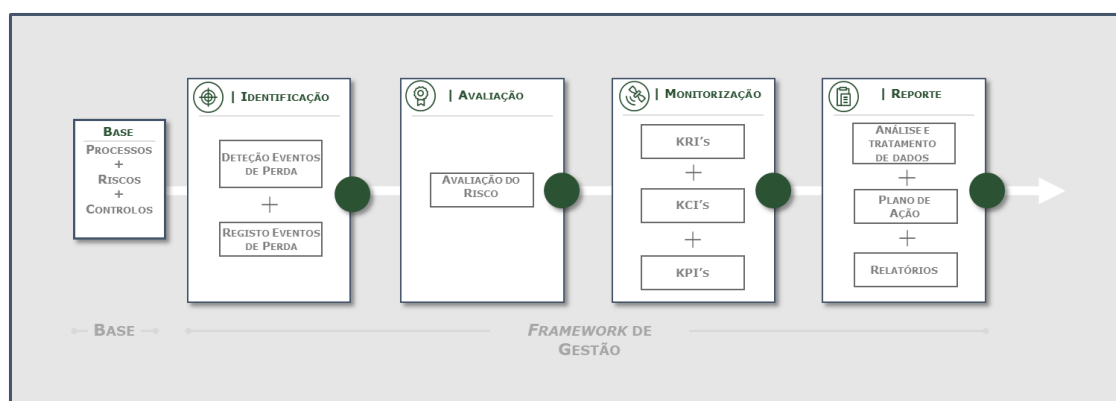 BASE
PROCESSOS
+
RISCOS
+
CONTROLOS
| IDENTIFICAÇÃO
DETEÇÃO EVENTOS
DE PERDA
+
REGISTO EVENTOS
DE PERDA
| AVALIAÇÃO
AVALIAÇÃO DO
RISCO
| MONITORIZAÇÃO
KRI'S
+
KCI'S
+
KPI'S
| REPORTE
ANÁLISE E
TRATAMENTO
DE DADOS
+
PLANO DE
AÇÃO
+
RELATÓRIOS
BASE
FRAMEWORK DE
GESTÃO